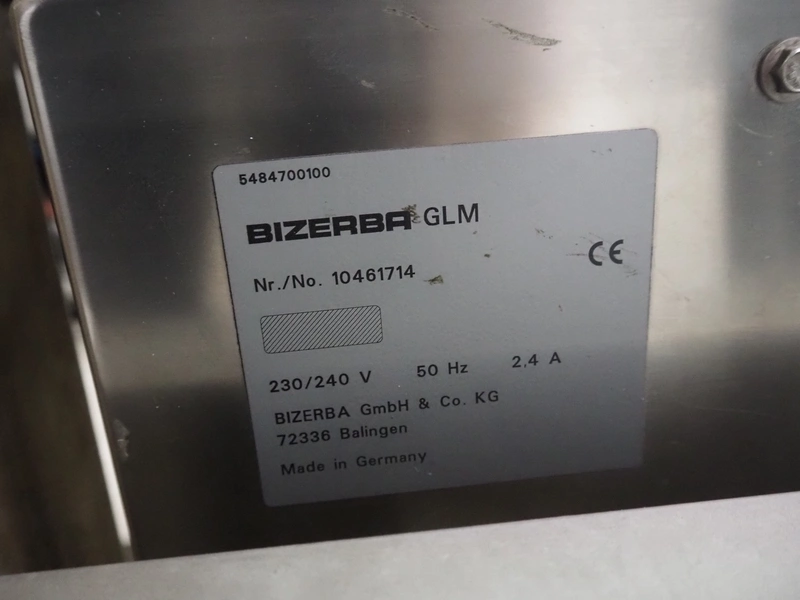 5484700100
BIZERBA GLM
CE
Nr./No. 10461714
230/240 V 50 Hz 2,4 A
BIZERBA GmbH & Co. KG
72336 Balingen
Made in Germany